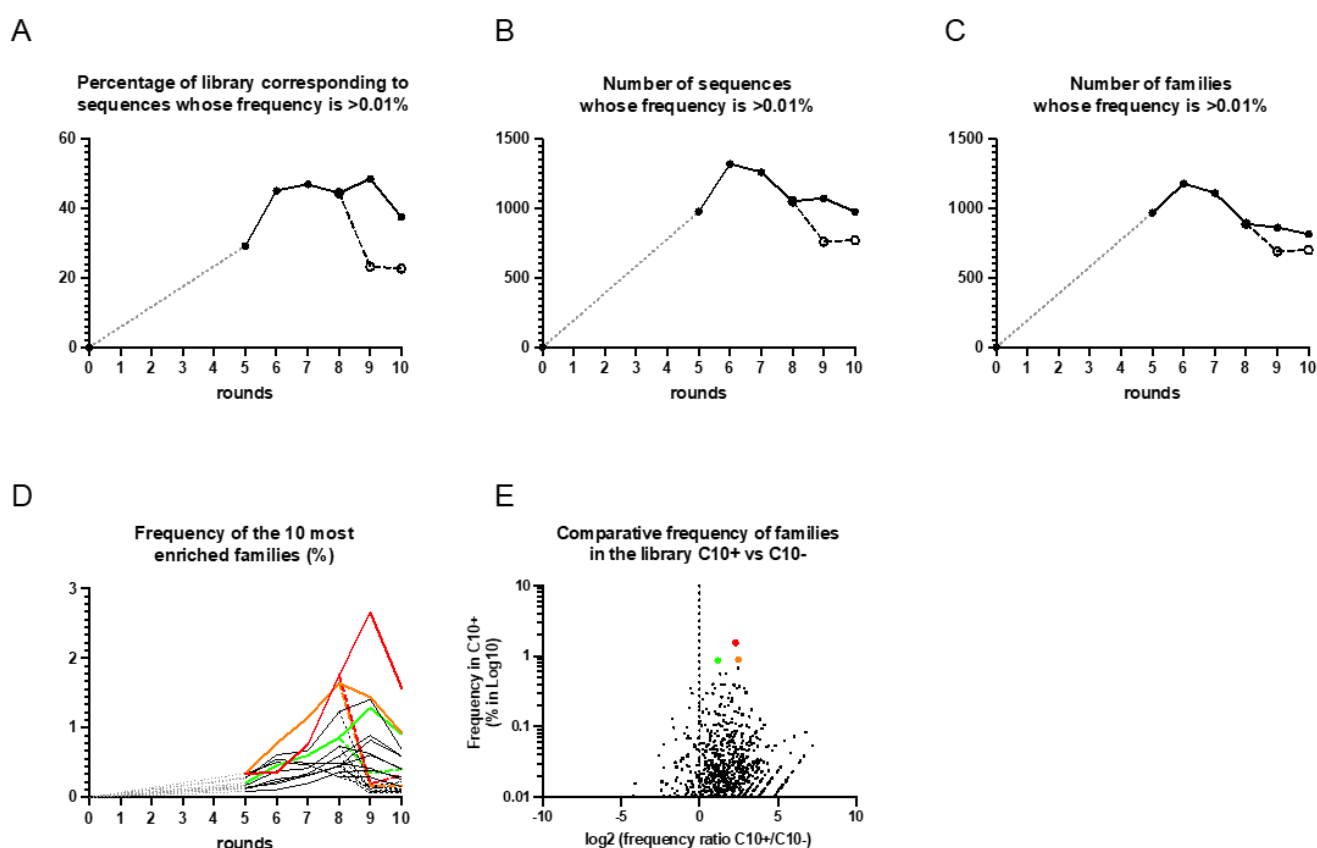 A
Percentage of library corresponding to
sequences whose frequency is >0.01%
60
40
20
0
0 1 2 3 4 5 6 7 8 9 10
rounds
B
Number of sequences
whose frequency is >0.01%
1500
1000
500
0
0 1 2 3 4 5 6 7 8 9 10
rounds
C
Number of families
whose frequency is >0.01%
1500
1000
500
0
0 1 2 3 4 5 6 7 8 9 10
rounds
D
Frequency of the 10 most
enriched families (%)
3
2
1
0
0 1 2 3 4 5 6 7 8 9 10
rounds
E
Comparative frequency of families
in the library C10+ vs C10-
Frequency in C10+
(% in Log10)
10
1
0.1
0.01
-10 -5 0 5 10
log2 (frequency ratio C10+/C10-)